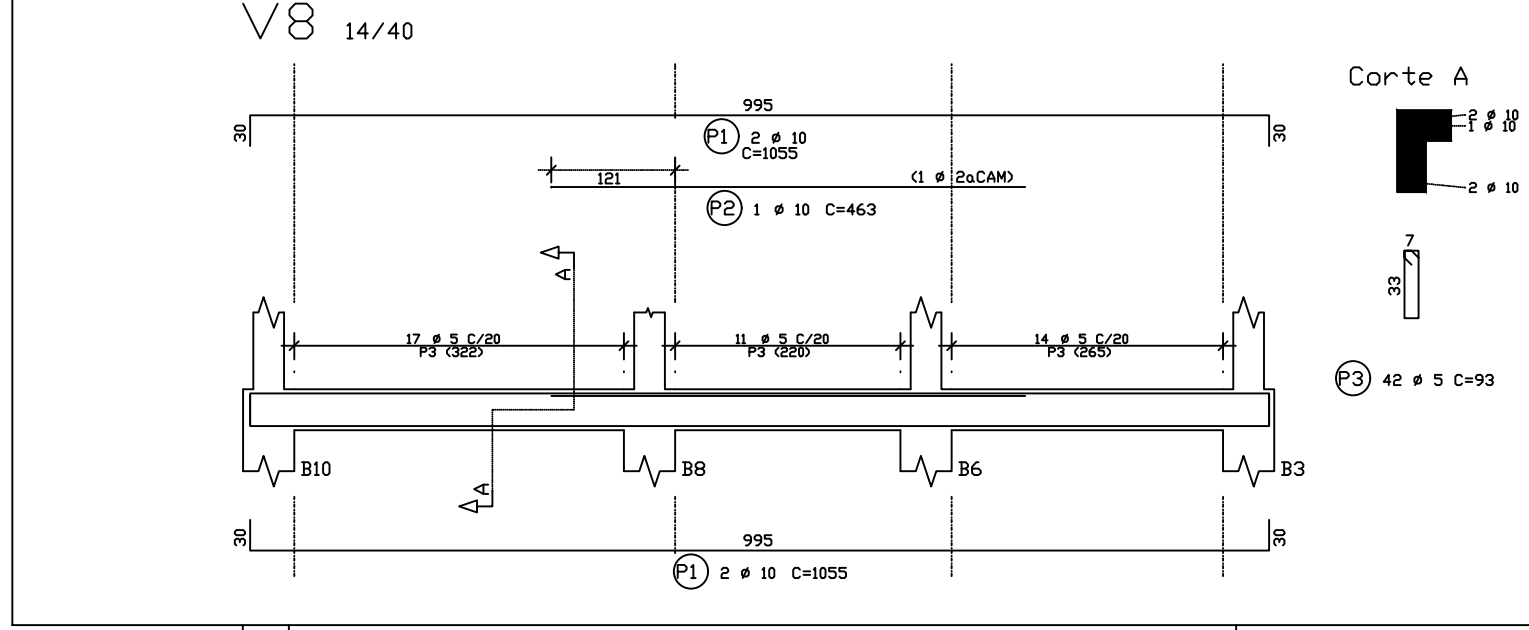 V8 14/40
Corte A
995
30
30
P1 2 ø 10
C=1055
2 ø 10
1 ø 10
121
(1 ø 2aCAM)
2 ø 10
P2 1 ø 10 C=463
7
33
A
17 ø 5 C/20
P3 (322)
11 ø 5 C/20
P3 (220)
14 ø 5 C/20
P3 (265)
P3 42 ø 5 C=93
B10
B8
B6
B3
A
30
995
30
P1 2 ø 10 C=1055